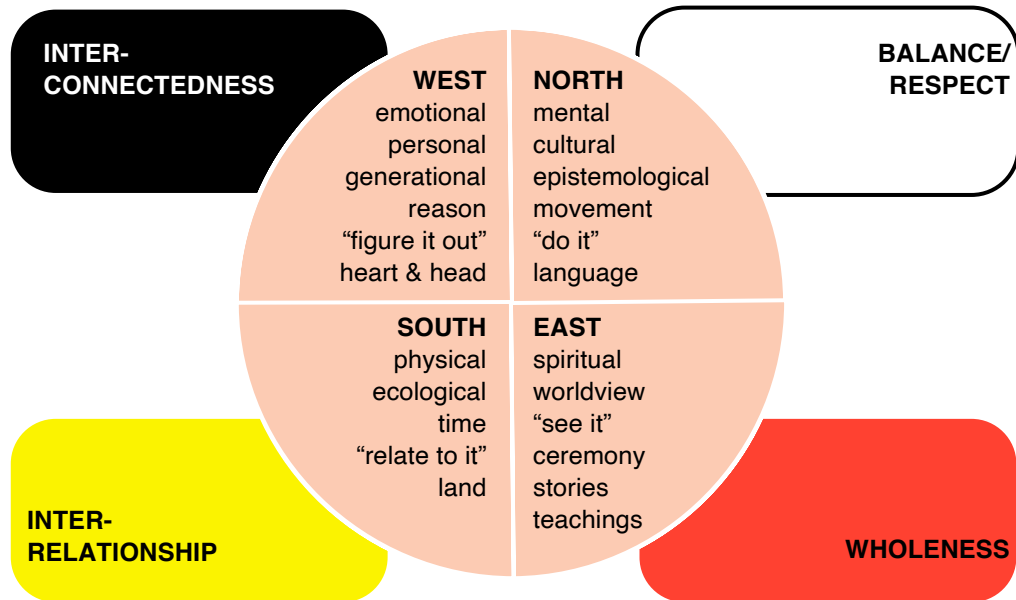 INTER-
CONNECTEDNESS
WEST
emotional
personal
generational
reason
“figure it out”
heart & head
NORTH
mental
cultural
epistemological
movement
“do it”
language
BALANCE/
RESPECT
INTER-
RELATIONSHIP
SOUTH
physical
ecological
time
“relate to it”
land
EAST
spiritual
worldview
“see it”
ceremony
stories
teachings
WHOLENESS